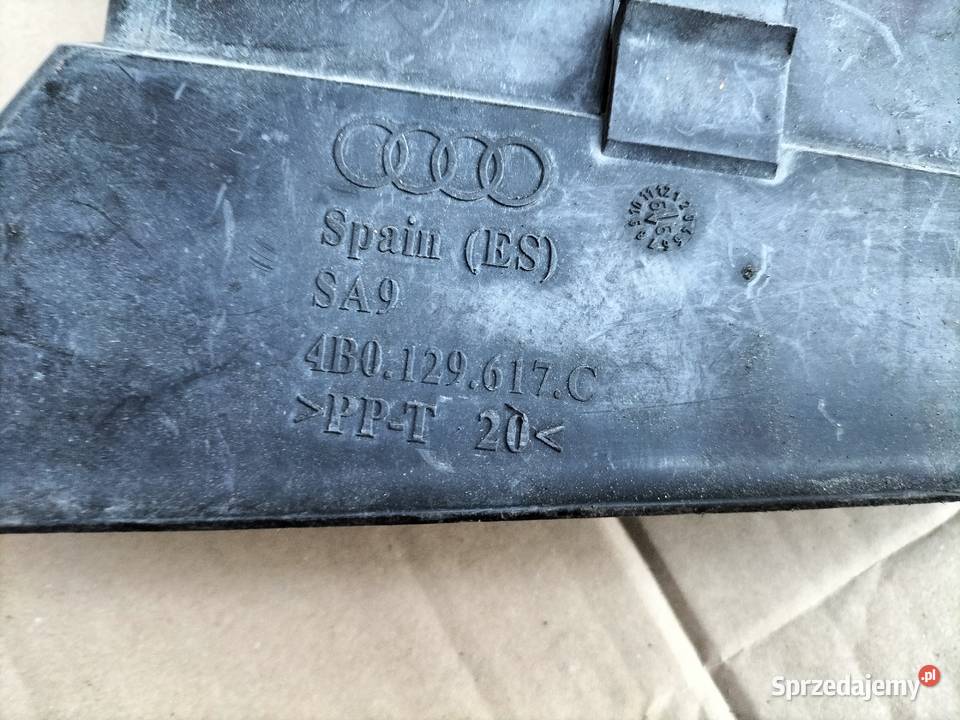 Spain (ES)
SA9
4B0.129.617.C
>PP-T 20<
Sprzedajemy.pl